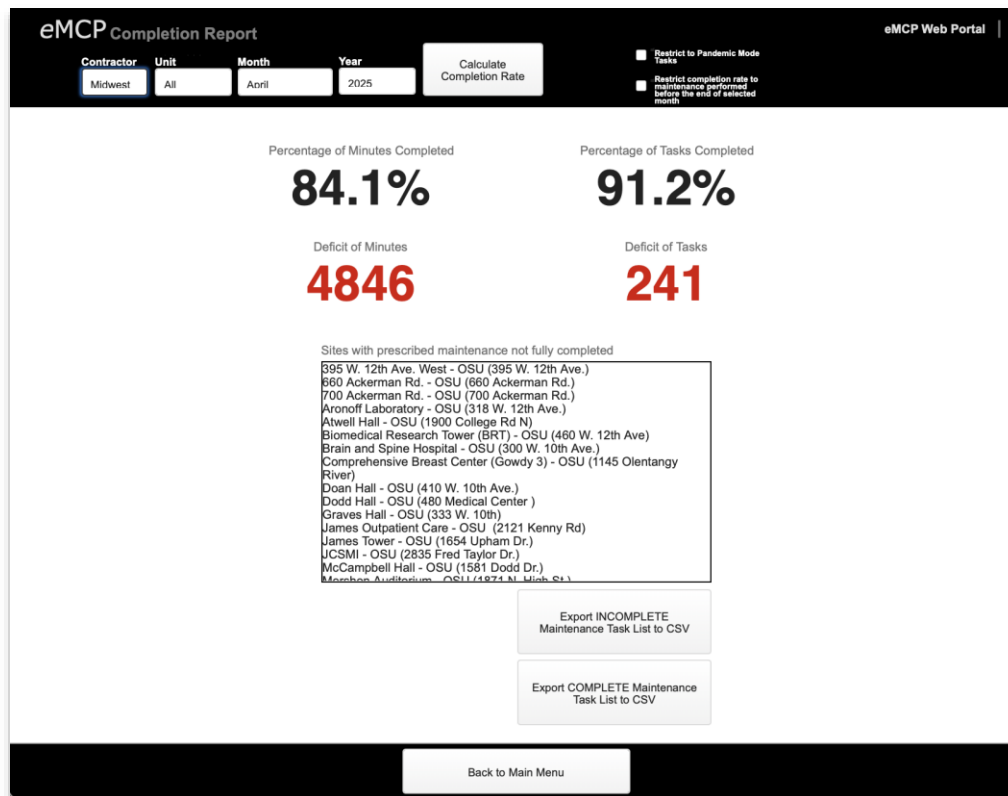 eMCP Completion Report
eMCP Web Portal
Contractor Unit Month Year
Midwest All April 2025
Calculate
Completion Rate
Restrict to Pandemic Mode
Tasks
Restrict completion rate to
maintenance performed
before the end of selected
month
Percentage of Minutes Completed
84.1%
Percentage of Tasks Completed
91.2%
Deficit of Minutes
4846
Deficit of Tasks
241
Sites with prescribed maintenance not fully completed
395 W. 12th Ave. West - OSU (395 W. 12th Ave.)
660 Ackerman Rd. - OSU (660 Ackerman Rd.)
700 Ackerman Rd. - OSU (700 Ackerman Rd.)
Aronoff Laboratory - OSU (318 W. 12th Ave.)
Atwell Hall - OSU (1900 College Rd N)
Biomedical Research Tower (BRT) - OSU (460 W. 12th Ave)
Brain and Spine Hospital - OSU (300 W. 10th Ave.)
Comprehensive Breast Center (Gowdy 3) - OSU (1145 Olentangy
River)
Doan Hall - OSU (410 W. 10th Ave.)
Dodd Hall - OSU (480 Medical Center )
Graves Hall - OSU (333 W. 10th)
James Outpatient Care - OSU  (2121 Kenny Rd)
James Tower - OSU (1654 Upham Dr.)
JCSMI - OSU (2835 Fred Taylor Dr.)
McCampbell Hall - OSU (1581 Dodd Dr.)
Mershon Auditorium - OSU (1871 N. High St.)
Export INCOMPLETE
Maintenance Task List to CSV
Export COMPLETE Maintenance
Task List to CSV
Back to Main Menu